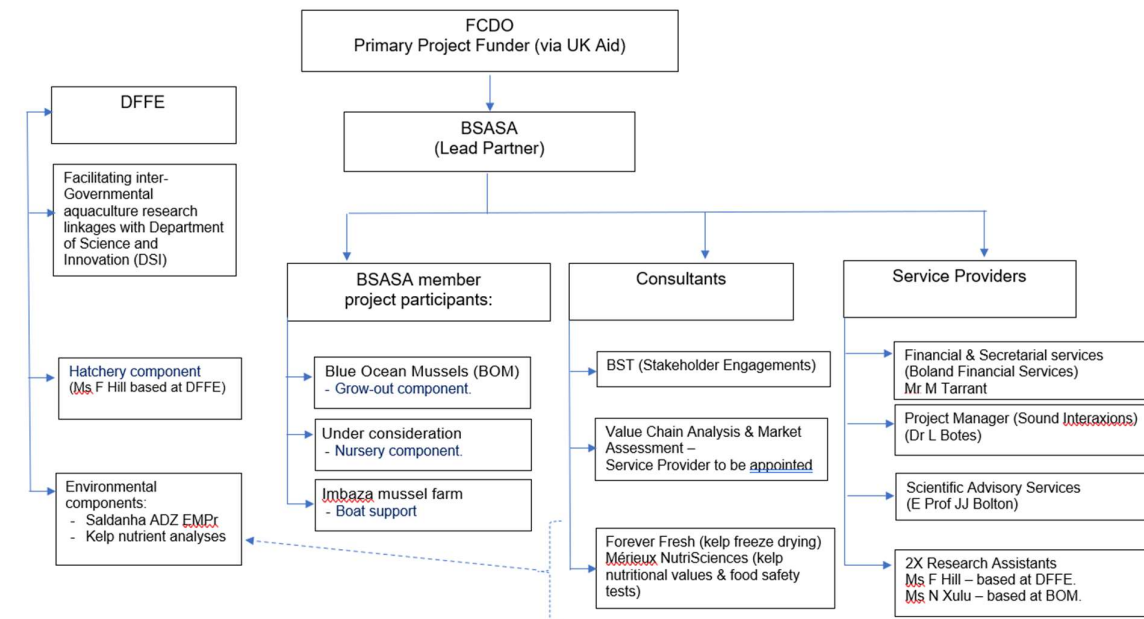 FCDO
Primary Project Funder (via UK Aid)
BSASA
(Lead Partner)
DFFE
Facilitating inter-
Governmental
aquaculture research
linkages with Department
of Science and
Innovation (DSI)
Hatchery component
(Ms F Hill based at DFFE)
Environmental
components:
- Saldanha ADZ EMPr
- Kelp nutrient analyses
BSASA member
project participants:
Blue Ocean Mussels (BOM)
- Grow-out component.
Under consideration
- Nursery component.
Imbaza mussel farm
- Boat support
Consultants
BST (Stakeholder Engagements)
Value Chain Analysis & Market
Assessment –
Service Provider to be appointed
Forever Fresh (kelp freeze drying)
Mérieux NutriSciences (kelp
nutritional values & food safety
tests)
Service Providers
Financial & Secretarial services
(Boland Financial Services)
Mr M Tarrant
Project Manager (Sound Interaxions)
(Dr L Botes)
Scientific Advisory Services
(E Prof JJ Bolton)
2X Research Assistants
Ms F Hill – based at DFFE.
Ms N Xulu – based at BOM.